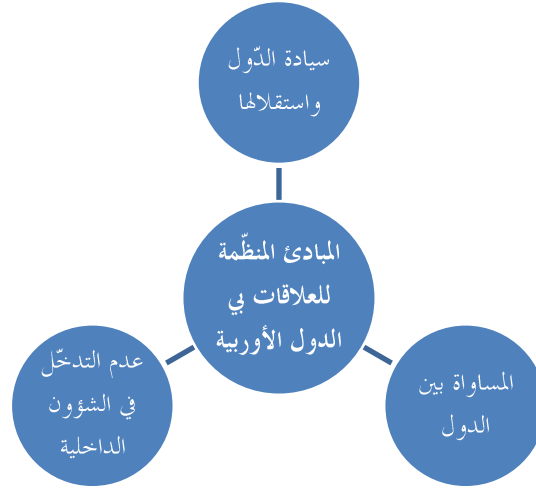 سيادة الدّول
واستقلالها
المبادئ المنظّمة
للعلاقات بي
الدول الأوربية
عدم التدخّل
في الشؤون
الداخلية
المساواة بين
الدول